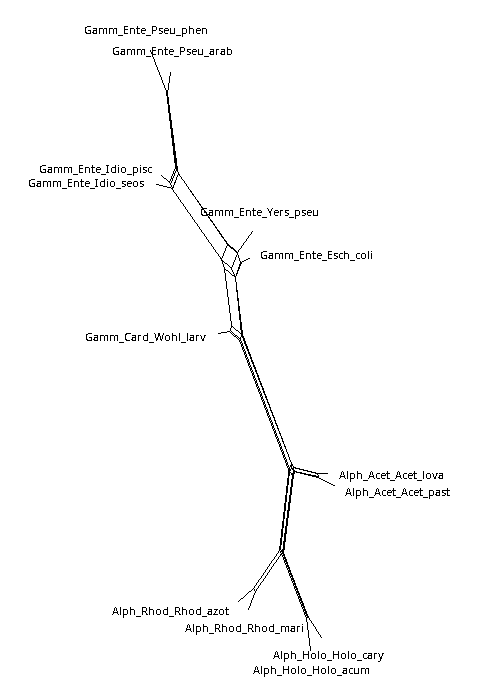 Gamm_Ente_Pseu_phen
Gamm_Ente_Pseu_arab
Gamm_Ente_Idio_pisc
Gamm_Ente_Idio_seos
Gamm_Ente_Yers_pseu
Gamm_Ente_Esch_coli
Gamm_Card_Wohl_larv
Alph_Acet_Acet_lova
Alph_Acet_Acet_past
Alph_Rhod_Rhod_azot
Alph_Rhod_Rhod_mari
Alph_Holo_Holo_cary
Alph_Holo_Holo_acum